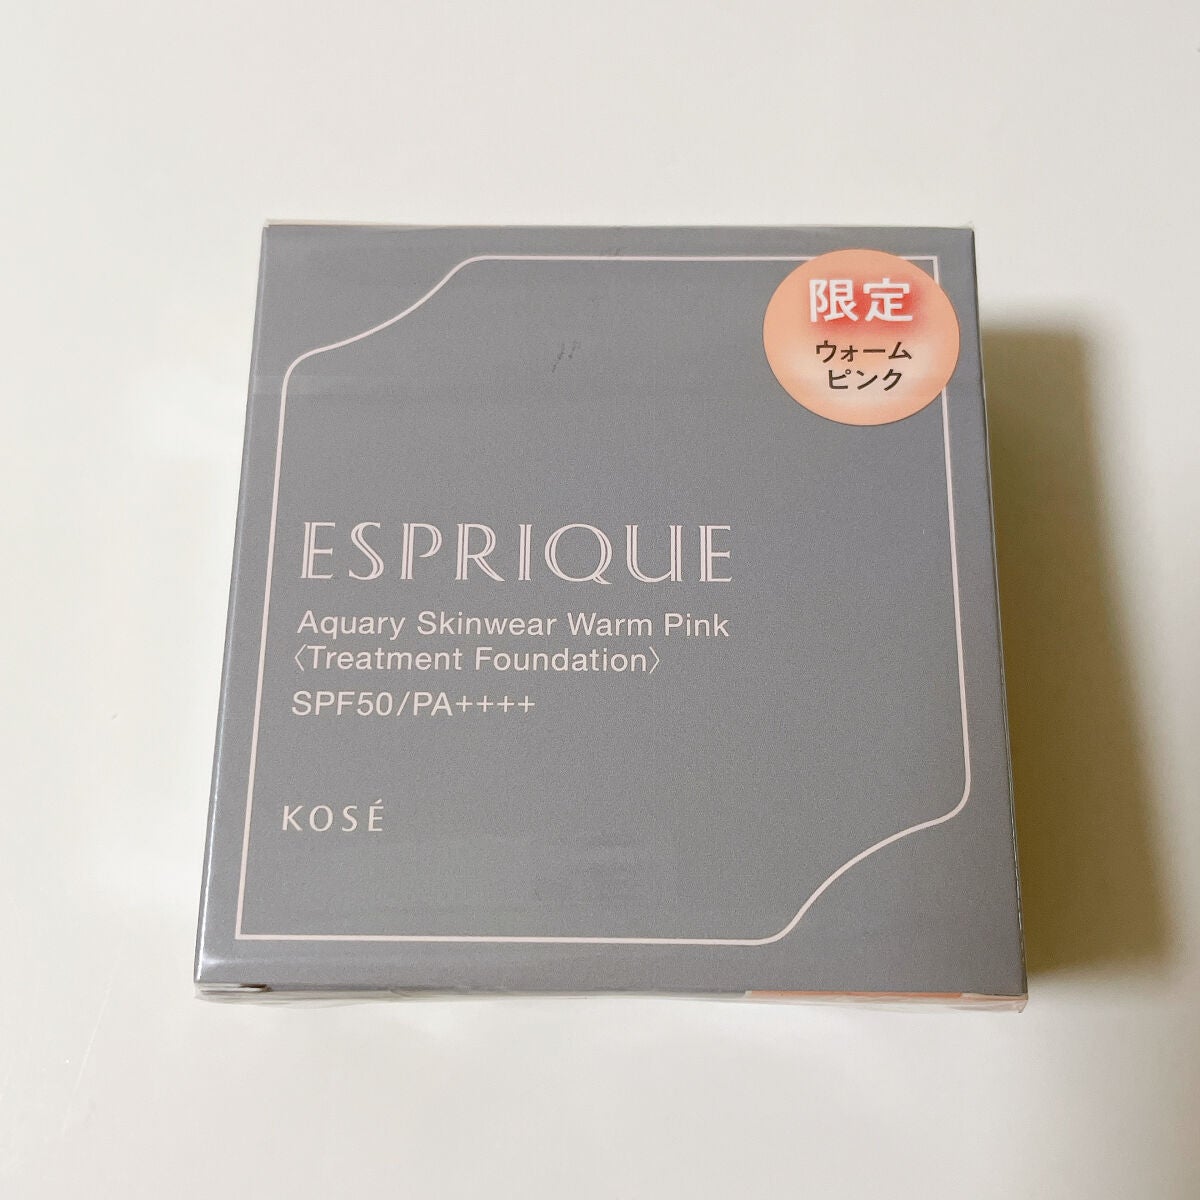 限定
ウォーム
ピンク
ESPRIQUE
Aquary Skinwear Warm Pink
〈Treatment Foundation〉
SPF50/PA++++
KOSÉ